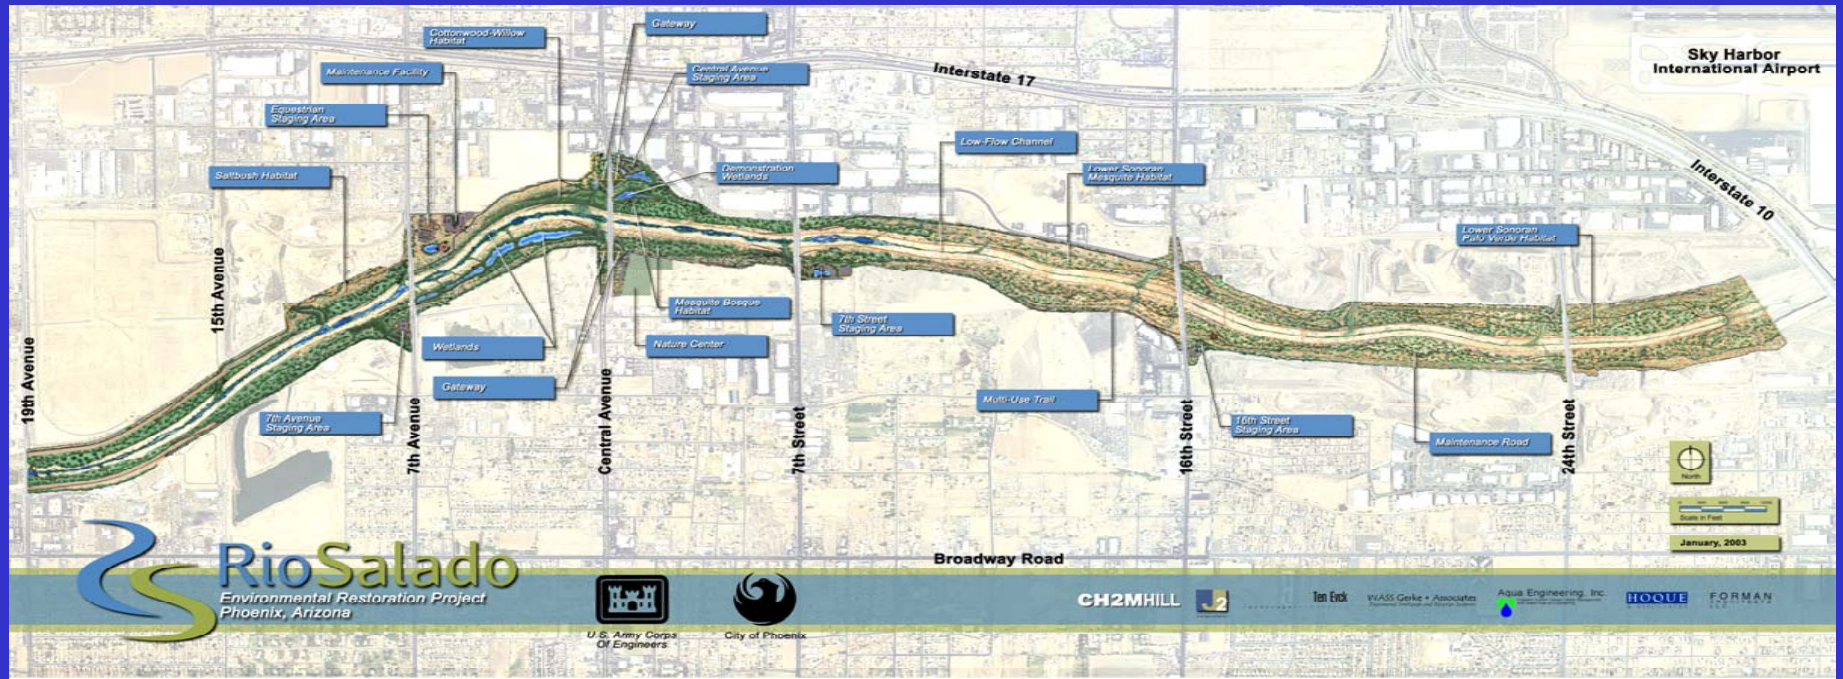 Gateway
Cottonwood-Willow
Habitat
Sky Harbor
International Airport
Maintenance Facility
Central Avenue
Staging Area
Interstate 17
Equestrian
Staging Area
Low-Flow Channel
Saltbush Habitat
Demonstration
Wetlands
Lower Sonoran
Mesquite Habitat
Interstate 10
Lower Sonoran
Palo Verde Habitat
15th Avenue
Mesquite Bosque
Habitat
7th Street
Staging Area
Wetlands
Nature Center
19th Avenue
Gateway
Multi-Use Trail
7th Avenue
Staging Area
7th Avenue
Central Avenue
7th Street
16th Street
16th Street
Staging Area
Maintenance Road
24th Street
North
Scale in Feet
January, 2003
Broadway Road
RioSalado
Environmental Restoration Project
Phoenix, Arizona
U.S. Army Corps
Of Engineers
City of Phoenix
CH2MHILL
J2
Ten Eyck
WASS Gerke • Associates
Aqua Engineering, Inc.
HOQUE
& ASSOCIATES
FORMAN